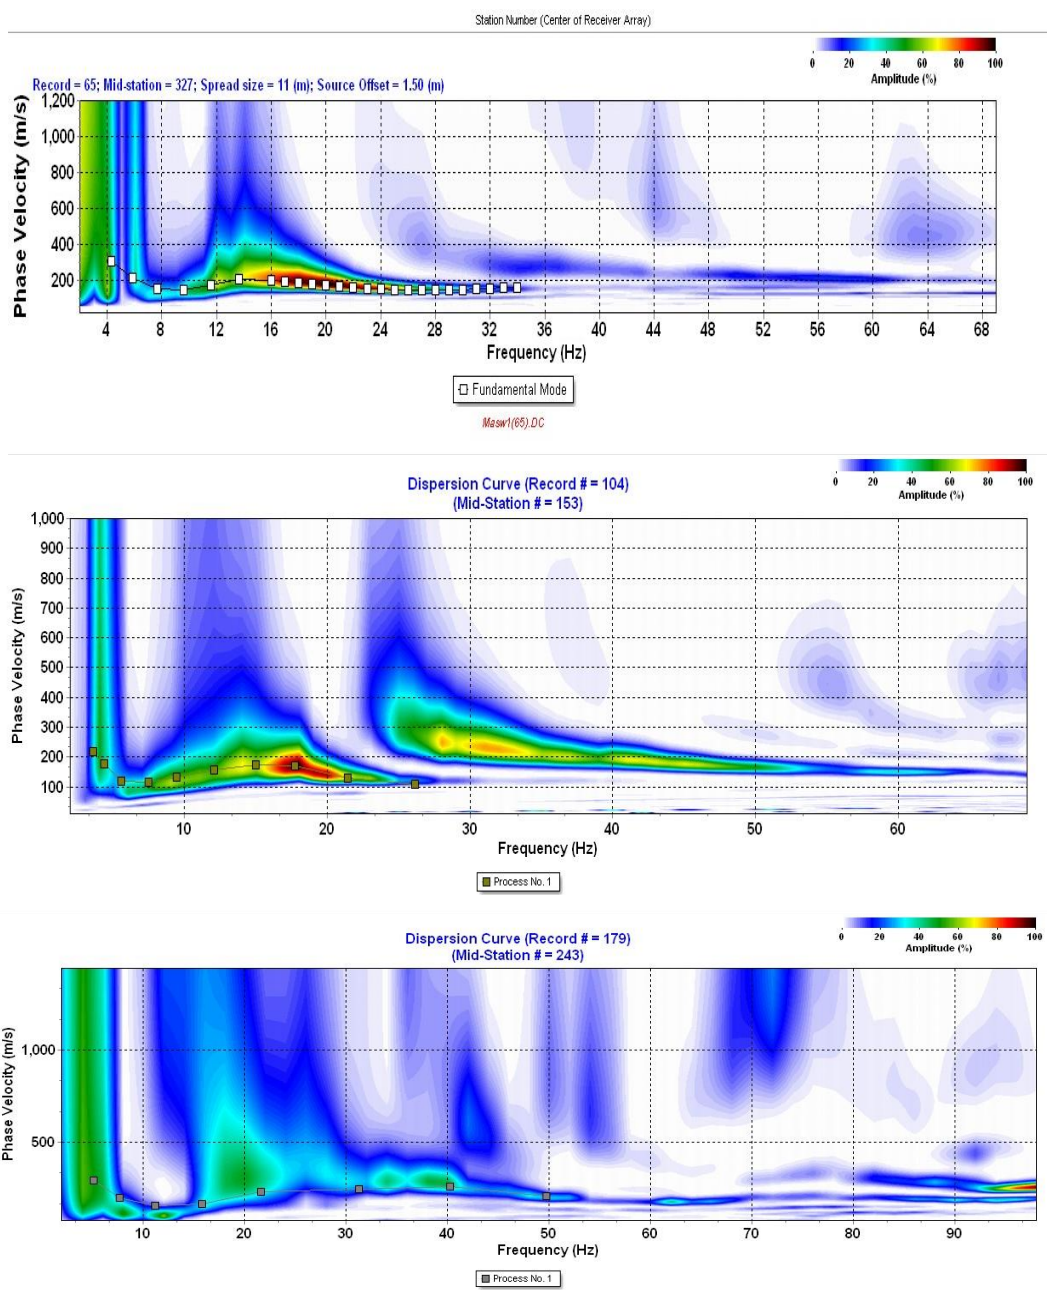 Station Number (Center of Receiver Array)
0 20 40 60 80 100
Amplitude (%)
Record = 65; Mid-station = 327; Spread size = 11 (m); Source Offset = 1.50 (m)
Phase Velocity (m/s)
1,200
1,000
800
600
400
200
4 8 12 16 20 24 28 32 36 40 44 48 52 56 60 64 68
Frequency (Hz)
Fundamental Mode
Masw1(65).DC
Dispersion Curve (Record # = 104)
(Mid-Station # = 153)
0 20 40 60 80 100
Amplitude (%)
Phase Velocity (m/s)
1,000
900
800
700
600
500
400
300
200
100
10 20 30 40 50 60
Frequency (Hz)
Process No. 1
Dispersion Curve (Record # = 179)
(Mid-Station # = 243)
0 20 40 60 80 100
Amplitude (%)
Phase Velocity (m/s)
1,000
500
10 20 30 40 50 60 70 80 90
Frequency (Hz)
Process No. 1